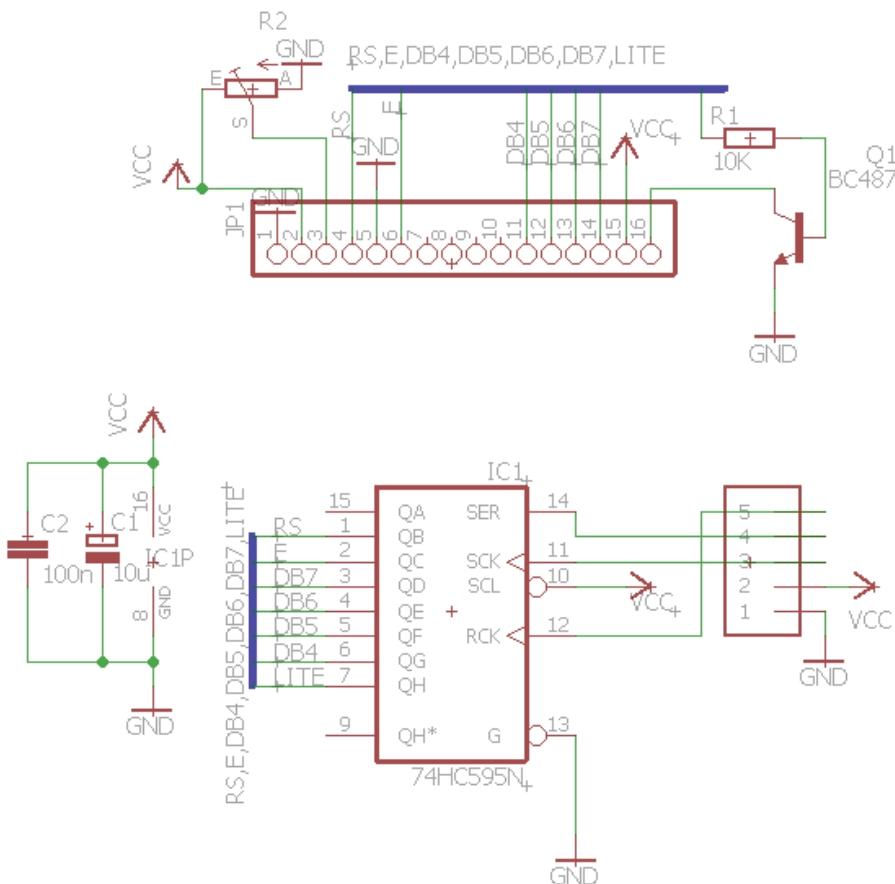 R2
GND
E
A
S
RS,E,DB4,DB5,DB6,DB7,LITE
RS
E
GND
DB4
DB5
DB6
DB7
VCC
R1
10K
Q1
BC487
VCC
JP1
GND
1 2 3 4 5 6 7 8 9 10 11 12 13 14 15 16
GND
VCC
C2
100n
C1
10u
16
VCC
IC1P
8
GND
GND
RS,E,DB4,DB5,DB6,DB7,LITE
IC1
15 QA SER 14
RS 1 QB
E 2 QC SCK 11
DB7 3 QD SCL 10
VCC
DB6 4 QE
DB5 5 QF RCK 12
DB4 6 QG
LITE 7 QH
9 QH* G 13
74HC595N
GND
5
4
3
2
1
VCC
GND